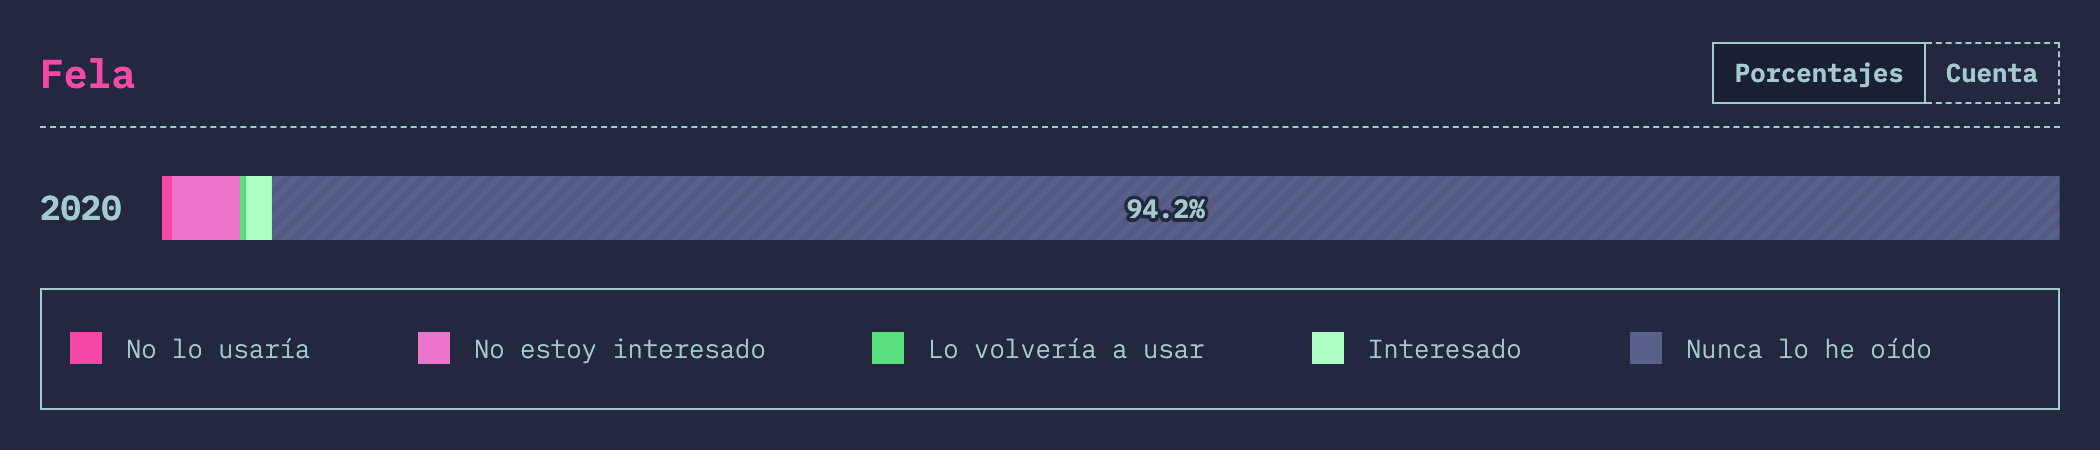 Fela
Porcentajes Cuenta
2020
94.2%
No lo usaría No estoy interesado Lo volvería a usar Interesado Nunca lo he oído